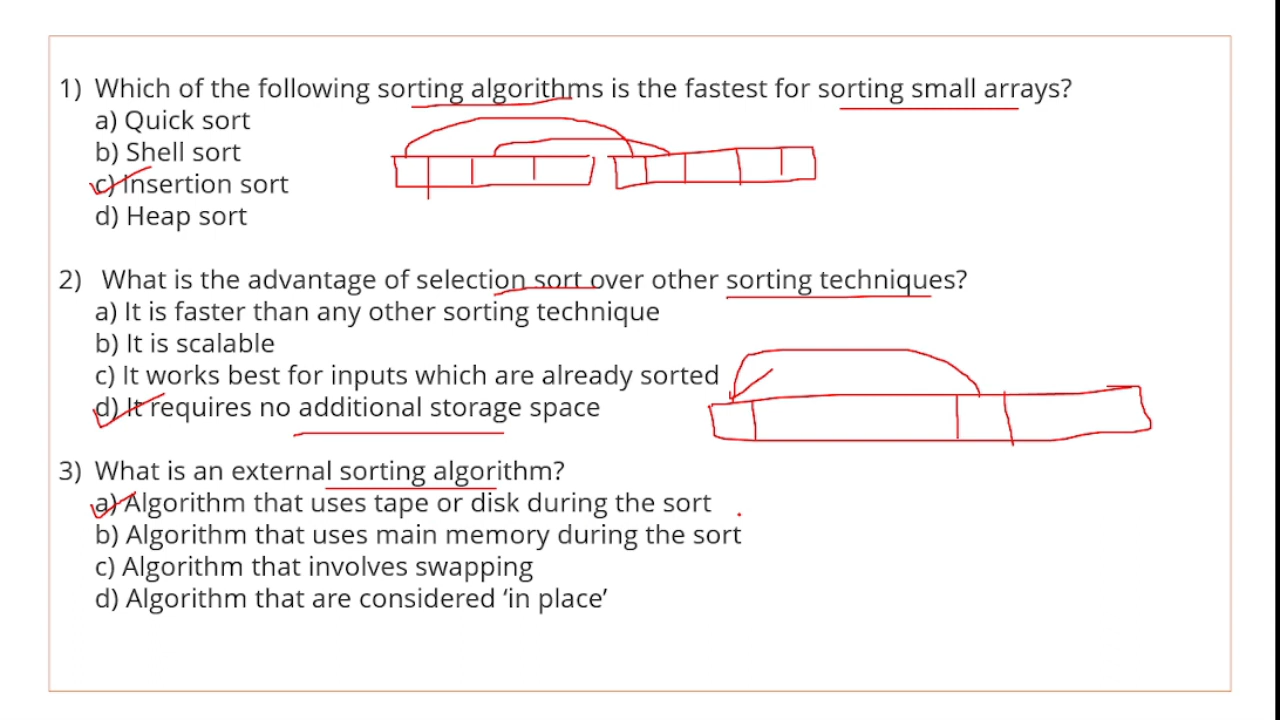 1) Which of the following sorting algorithms is the fastest for sorting small arrays?
a) Quick sort
b) Shell sort
c) Insertion sort
d) Heap sort
2) What is the advantage of selection sort over other sorting techniques?
a) It is faster than any other sorting technique
b) It is scalable
c) It works best for inputs which are already sorted
d) It requires no additional storage space
3) What is an external sorting algorithm?
a) Algorithm that uses tape or disk during the sort
b) Algorithm that uses main memory during the sort
c) Algorithm that involves swapping
d) Algorithm that are considered ‘in place’